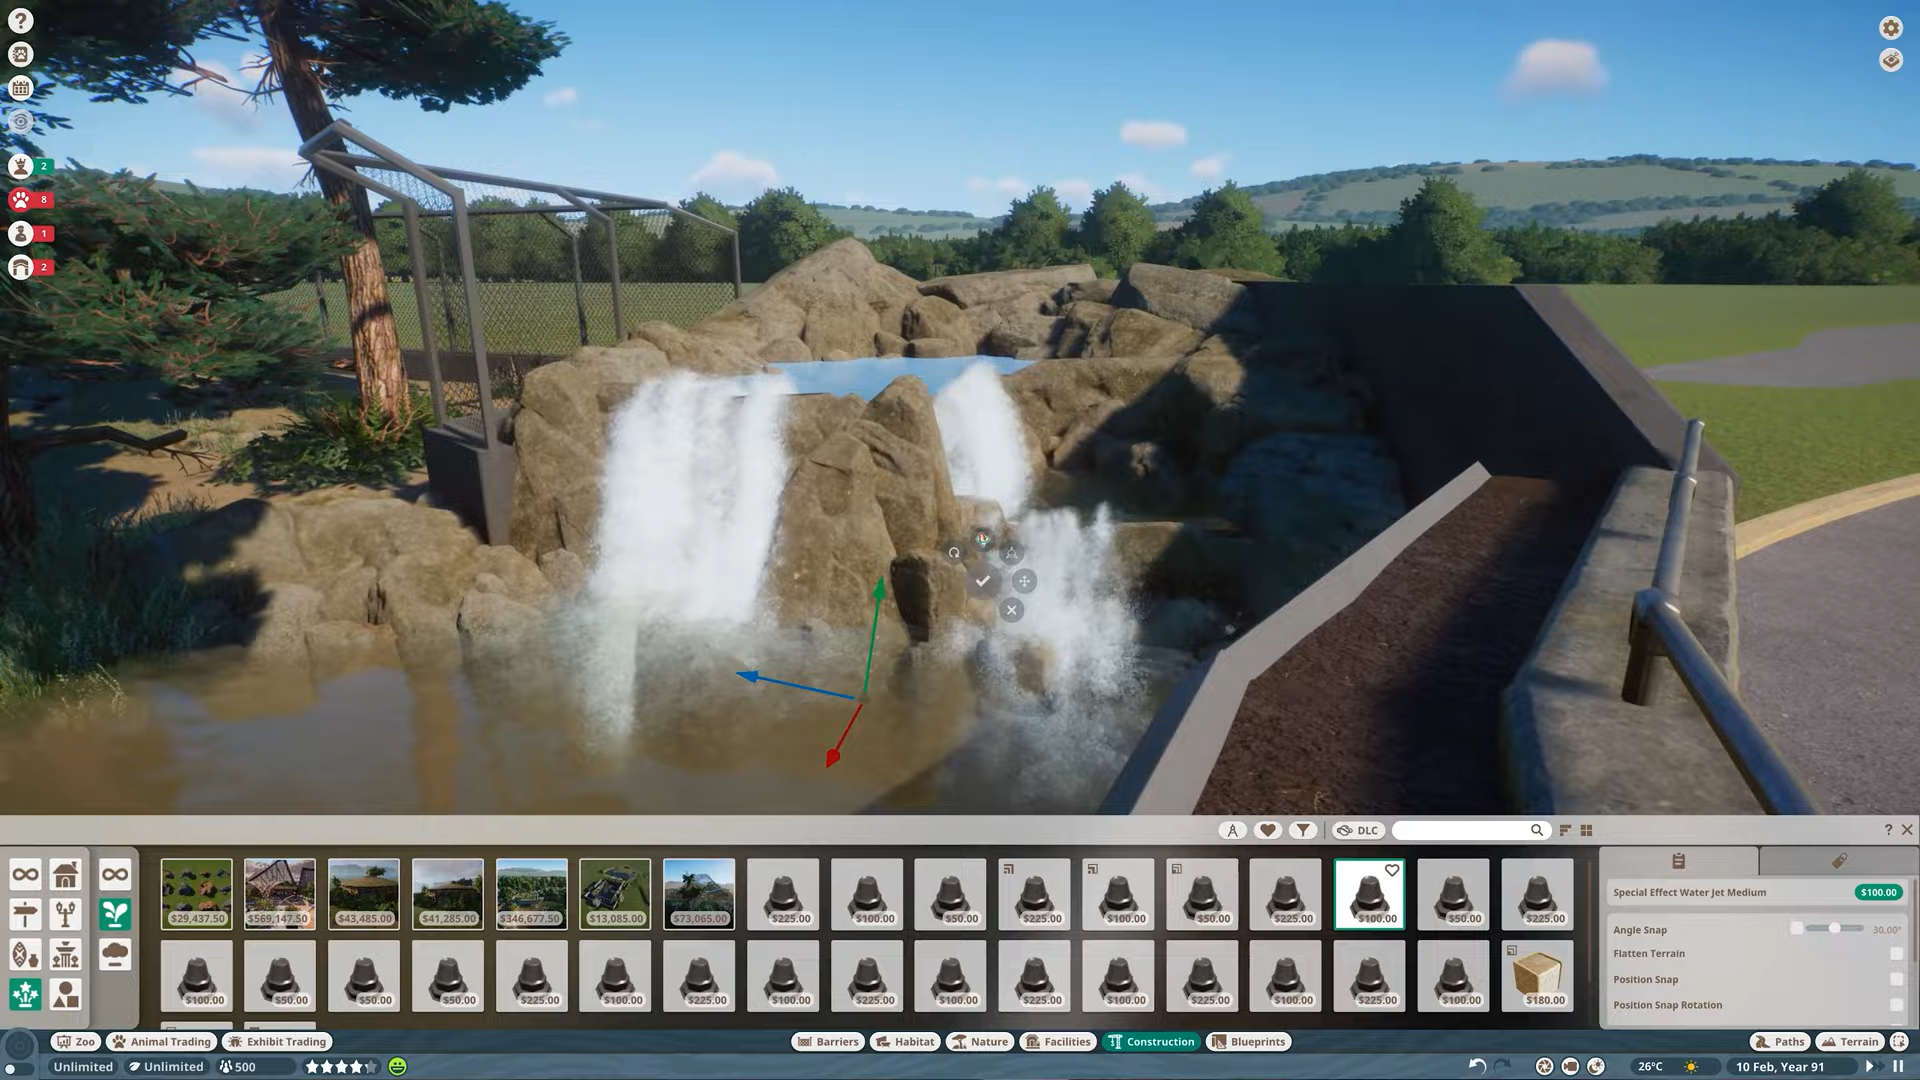 ?
2
8
1
2
DLC
? ×
$29,437.50 $569,147.50 $43,485.00 $41,285.00 $346,677.50 $13,085.00 $73,065.00 $225.00 $100.00 $50.00 $225.00 $100.00 $50.00 $225.00 $100.00 $50.00 $225.00
$100.00 $50.00 $50.00 $50.00 $225.00 $100.00 $225.00 $100.00 $225.00 $100.00 $225.00 $100.00 $225.00 $100.00 $225.00 $100.00 $180.00
Special Effect Water Jet Medium $100.00
Angle Snap 30.00°
Flatten Terrain
Position Snap
Position Snap Rotation
Zoo Animal Trading Exhibit Trading Barriers Habitat Nature Facilities Construction Blueprints Paths Terrain
Unlimited Unlimited 500 26°C 10 Feb, Year 91